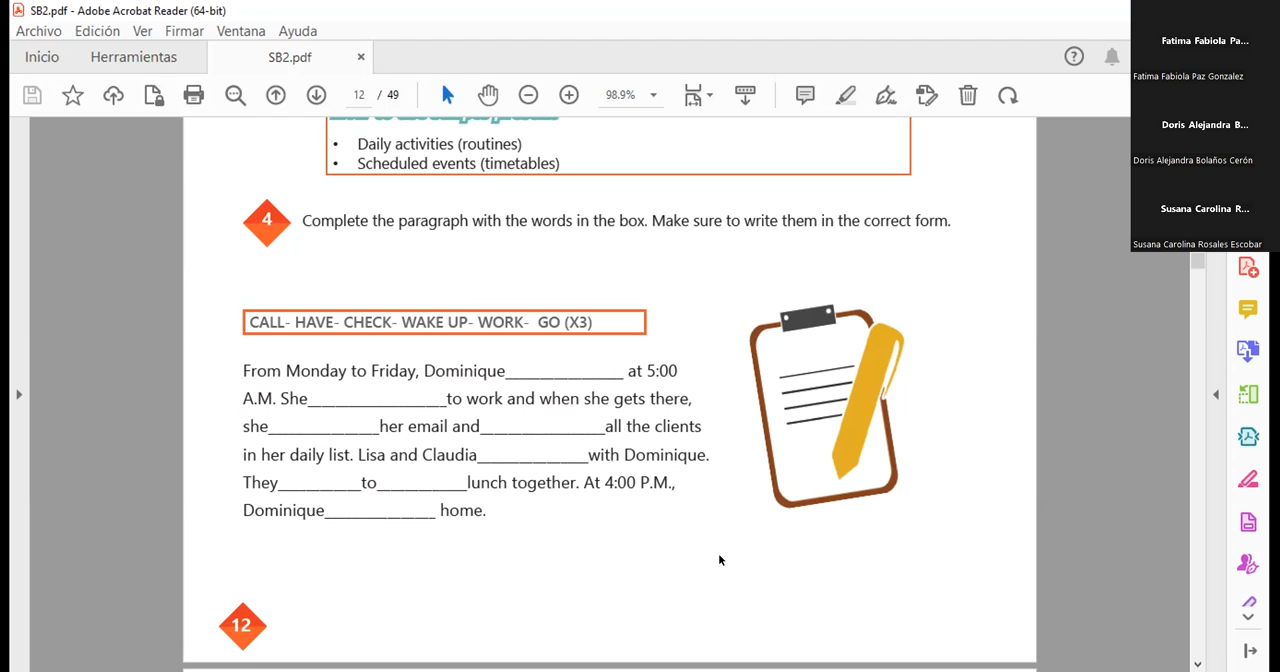 SB2.pdf - Adobe Acrobat Reader (64-bit)
Archivo Edición Ver Firmar Ventana Ayuda
Inicio Herramientas SB2.pdf ×
12 / 49 98.9%
• Daily activities (routines)
• Scheduled events (timetables)
4 Complete the paragraph with the words in the box. Make sure to write them in the correct form.
CALL- HAVE- CHECK- WAKE UP- WORK- GO (X3)
From Monday to Friday, Dominique______________ at 5:00
A.M. She_________________to work and when she gets there,
she______________her email and_______________all the clients
in her daily list. Lisa and Claudia______________with Dominique.
They__________to___________lunch together. At 4:00 P.M.,
Dominique______________ home.
12
Fatima Fabiola Pa...
Fatima Fabiola Paz Gonzalez
Doris Alejandra B...
Doris Alejandra Bolaños Cerón
Susana Carolina R...
Susana Carolina Rosales Escobar